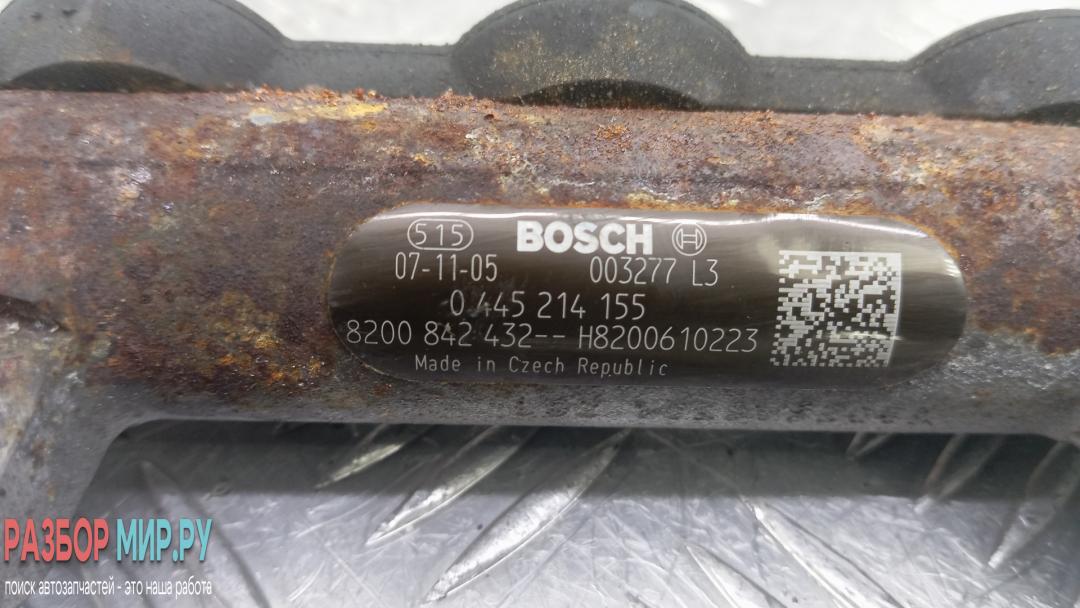 515 BOSCH
07-11-05 003277 L3
0 445 214 155
8200 842 432-- H8200610223
Made in Czech Republic
РАЗБОР МИР.РУ
поиск автозапчастей - это наша работа